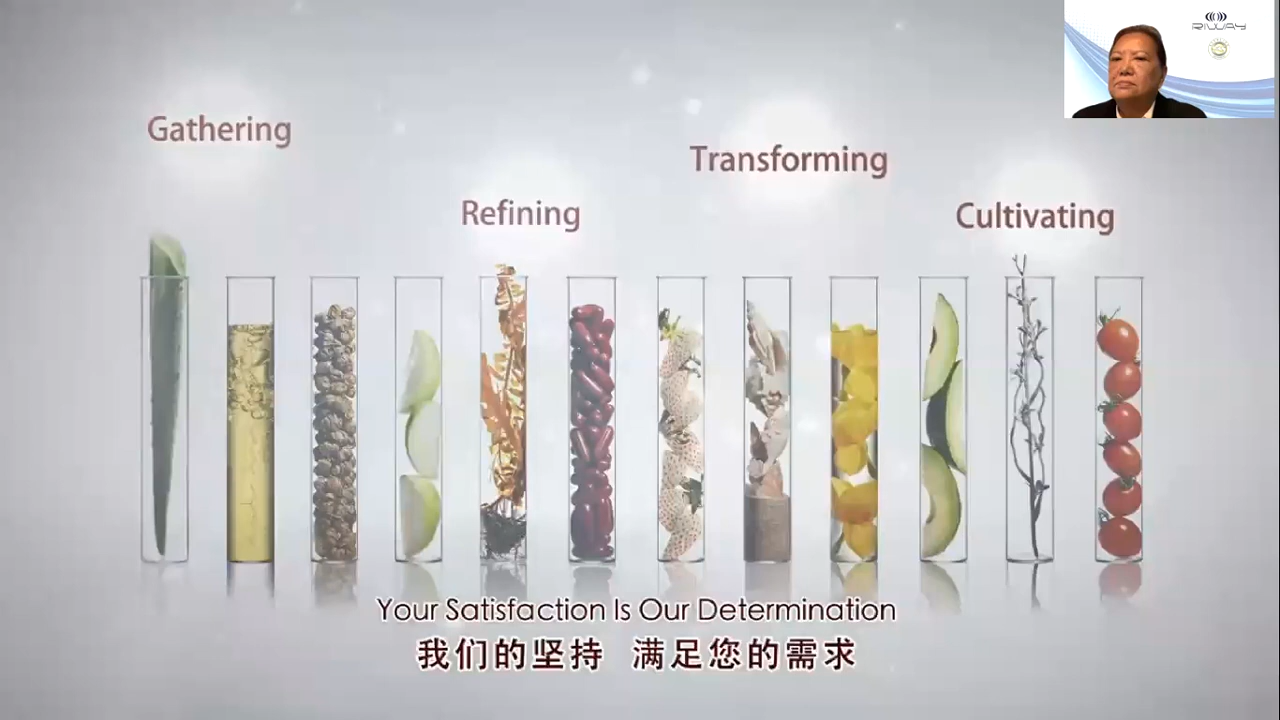 RIWAY
Gathering
Transforming
Refining
Cultivating
Your Satisfaction Is Our Determination
我们的坚持 满足您的需求